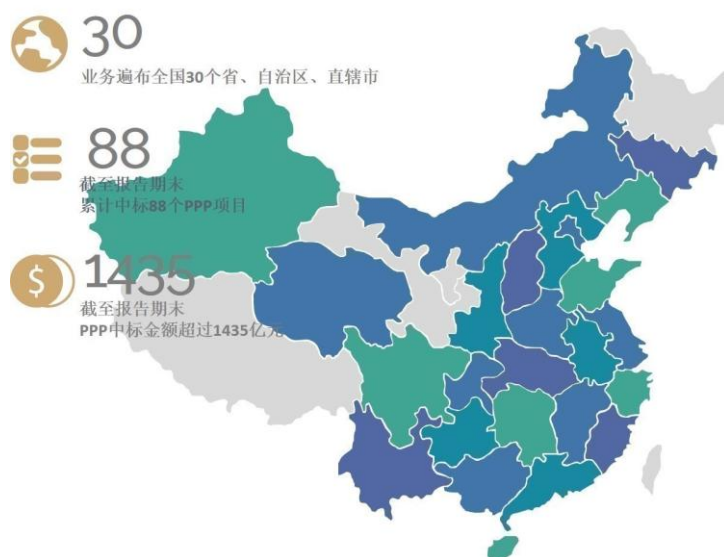 30
业务遍布全国30个省、自治区、直辖市
88
截至报告期末
累计中标88个PPP项目
$
1435
截至报告期末
PPP中标金额超过1435亿元